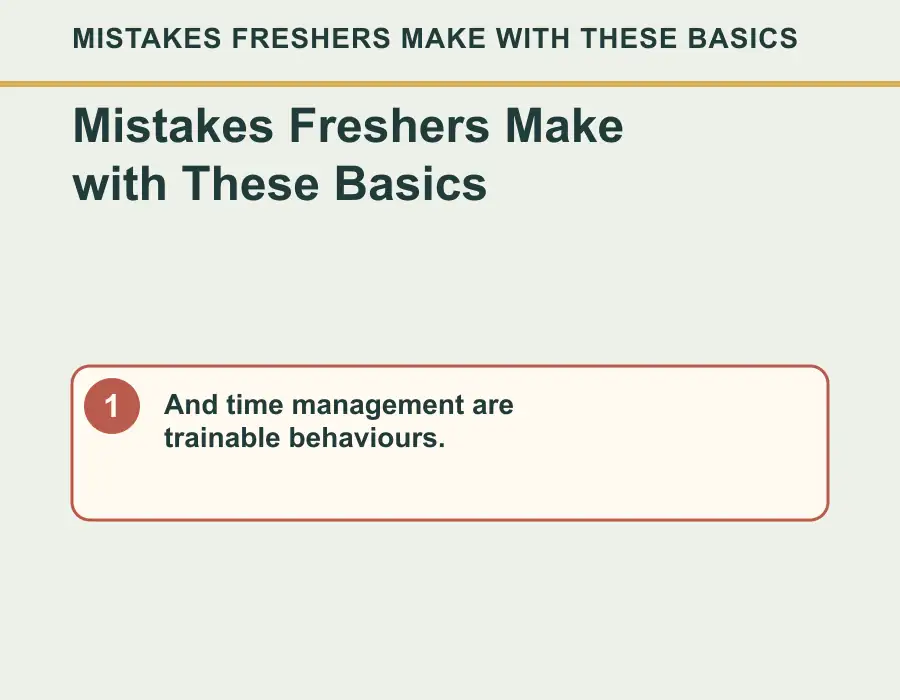 MISTAKES FRESHERS MAKE WITH THESE BASICS
Mistakes Freshers Make
with These Basics
1
And time management are
trainable behaviours.